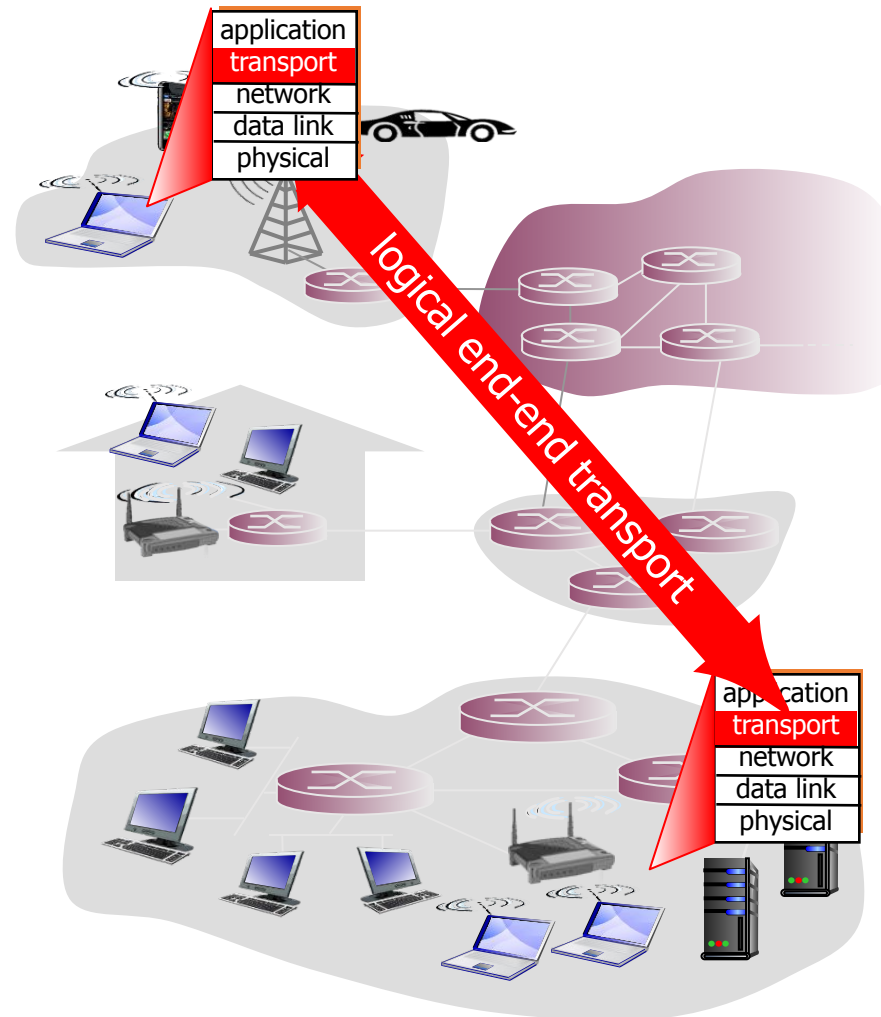 application
transport
network
data link
physical
logical end-end transport
application
transport
network
data link
physical